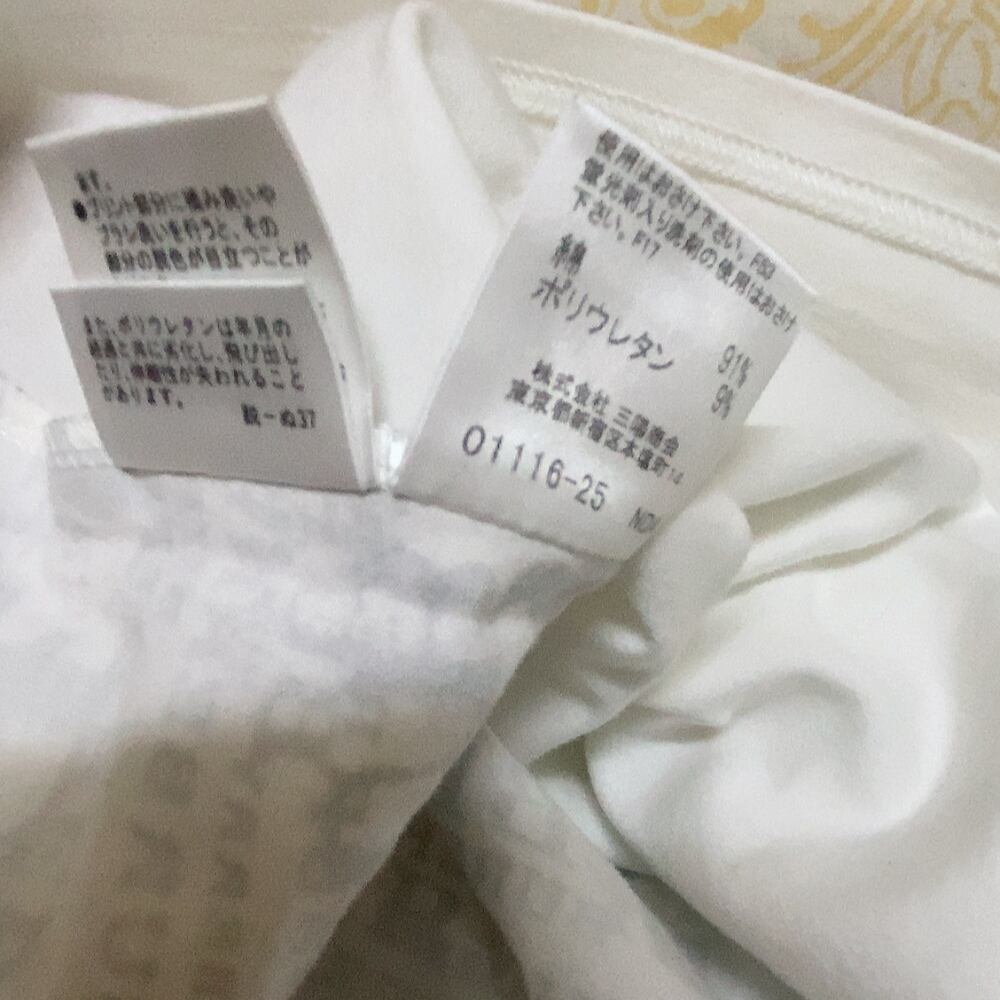 ます。
●プリント部分に揉み洗いや
ブラシ洗いを行うと、その
部分の脱色が目立つことが
また、ポリウレタンは年月の
経過と共に劣化し、飛び出し
たり、伸縮性が失われること
があります。
脱-ぬ37
使用はおさけ下さい。F53
蛍光剤入り洗剤の使用はおさけ
下さい。F17
綿 91%
ポリウレタン 9%
株式会社 三陽商会
東京都新宿区本塩町14
01116-25